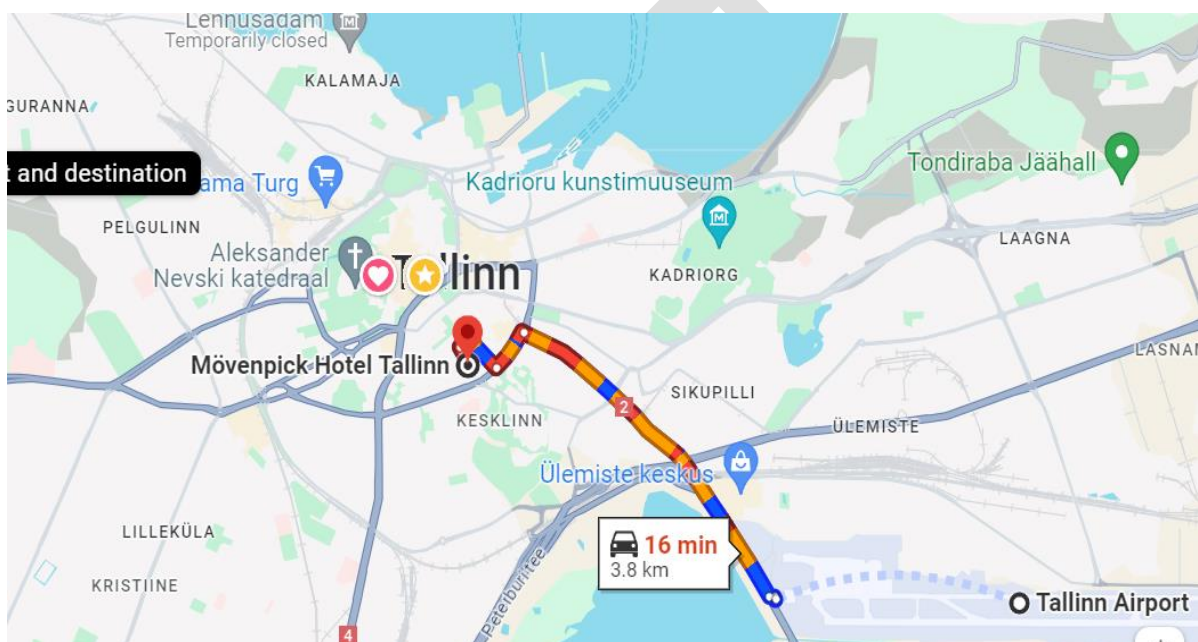 Lennusadam
Temporarily closed
KALAMAJA
GURANNA
t and destination
ama Turg
Kadrioru kunstimuuseum
Tondiraba Jäähall
PELGULINN
LAAGNA
Aleksander
Nevski katedraal
Tallinn
KADRIORG
Mövenpick Hotel Tallinn
LASNAM
SIKUPILLI
2
KESKLINN
ÜLEMISTE
Ülemiste keskus
LILLEKÜLA
16 min
3.8 km
KRISTIINE
Peterburi tee
Tallinn Airport
4